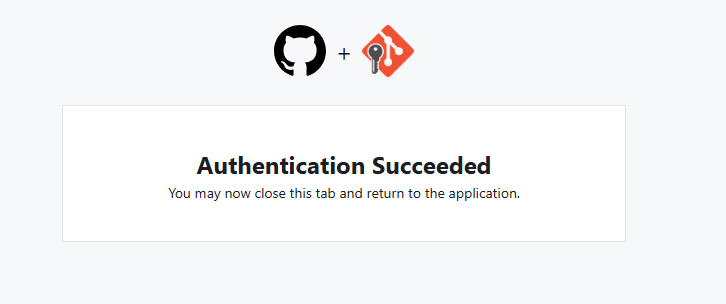 +
Authentication Succeeded
You may now close this tab and return to the application.